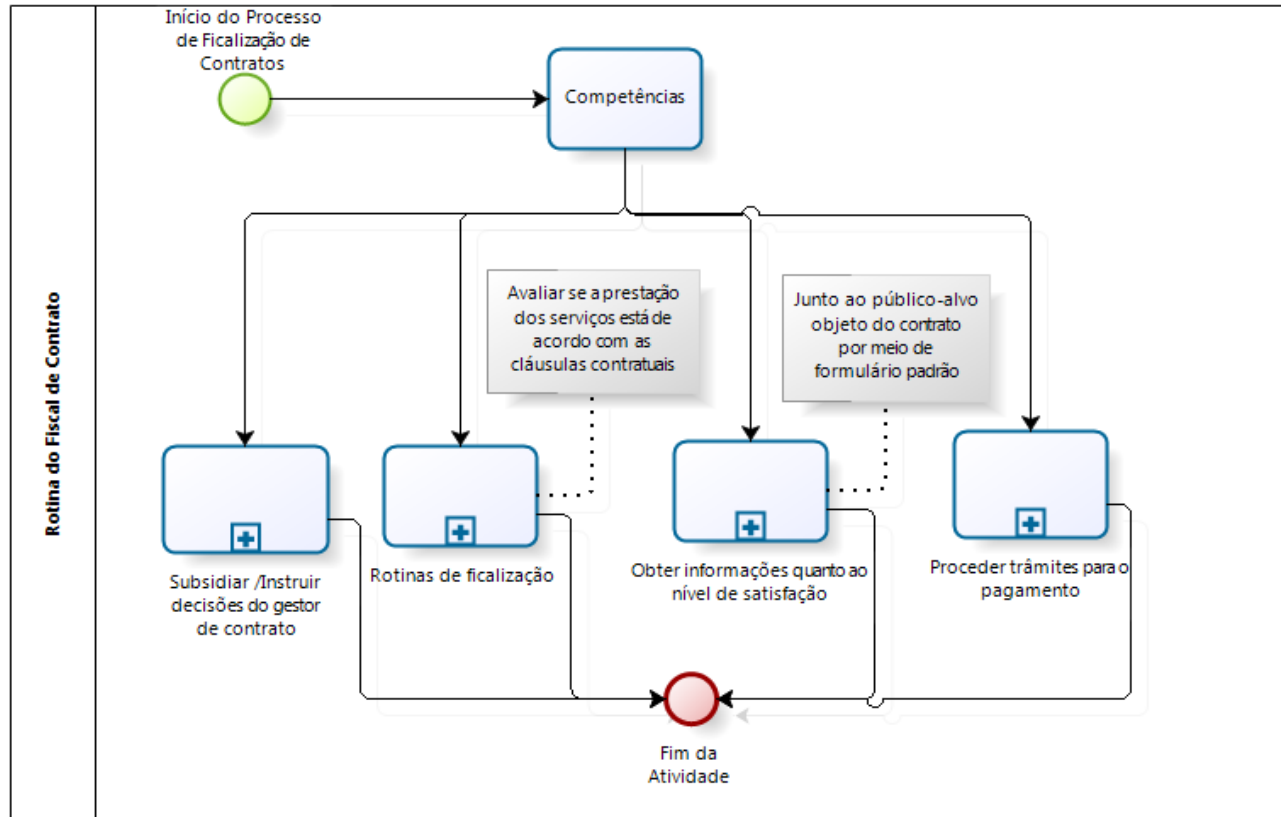 Início do Processo
de Ficalização de
Contratos
Competências
Rotina do Fiscal de Contrato
Avaliar se a prestação
dos serviços está de
acordo com as
cláusulas contratuais
Junto ao público-alvo
objeto do contrato
por meio de
formulário padrão
Subsidiar /Instruir
decisões do gestor
de contrato
Rotinas de ficalização
Obter informações quanto ao
nível de satisfação
Proceder trâmites para o
pagamento
Fim da
Atividade